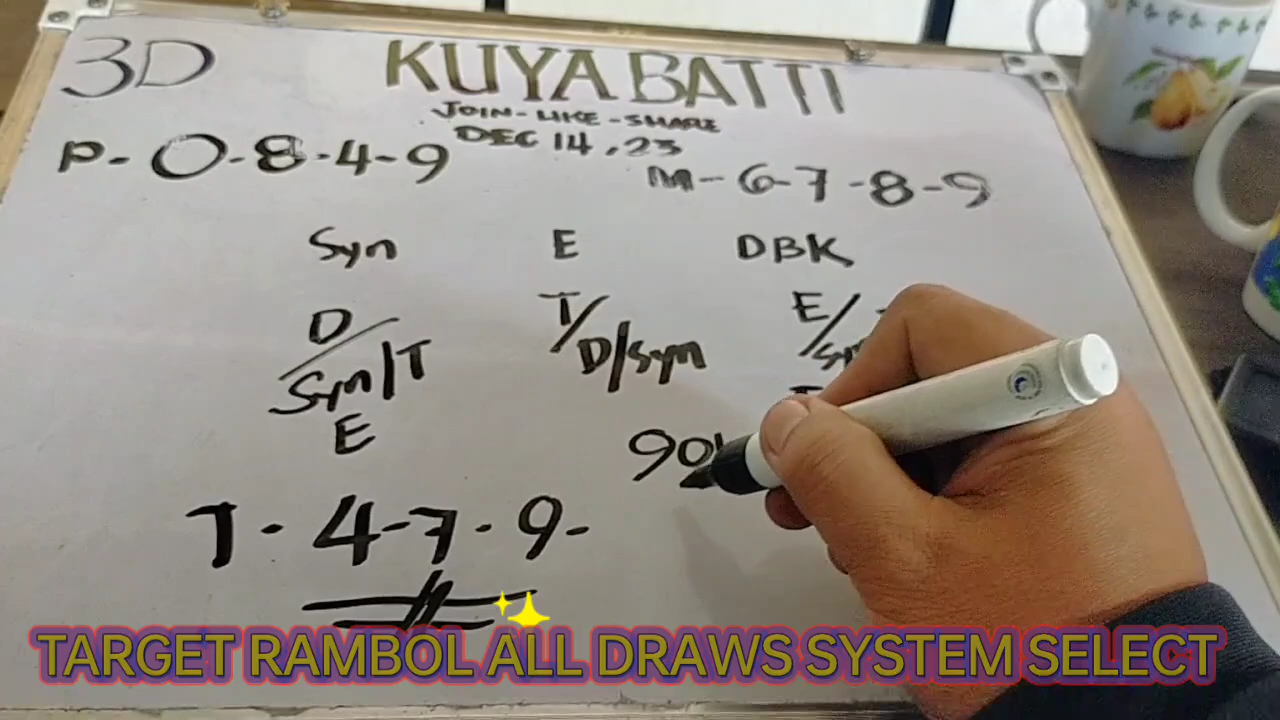 3D
KUYA BATTI
JOIN - LIKE - SHARE
DEC 14, 23
P - 0 - 8 - 4 - 9
M - 6 - 7 - 8 - 9
Syn E DBK
D/Syn/T T/D/Syn E/
E
90
T - 4 - 7 - 9 -
TARGET RAMBOL ALL DRAWS SYSTEM SELECT